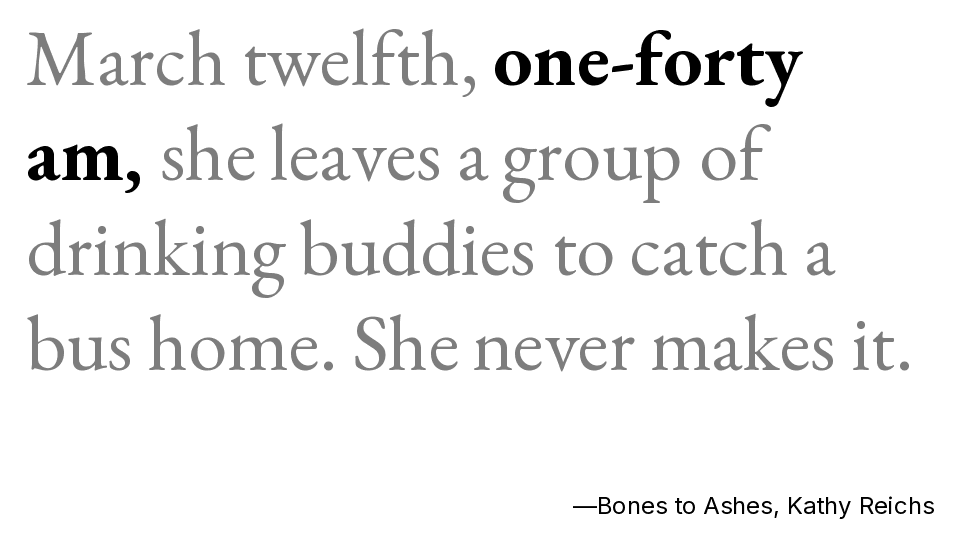 March twelfth, one-forty
am, she leaves a group of
drinking buddies to catch a
bus home. She never makes it.
—Bones to Ashes, Kathy Reichs